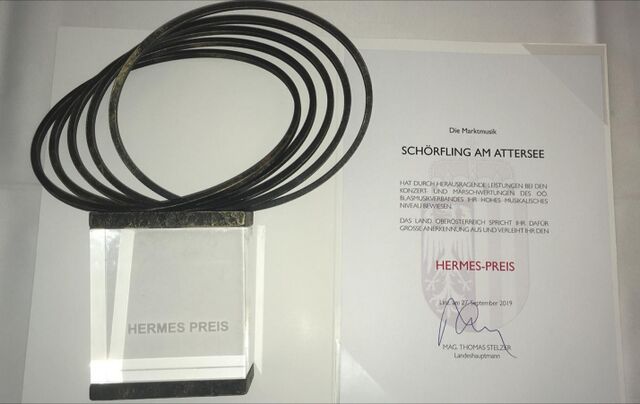 HERMES PREIS
Die Marktmusik
SCHÖRFLING AM ATTERSEE
HAT DURCH HERAUSRAGENDE LEISTUNGEN BEI DEN
KONZERT- UND MARSCHWERTUNGEN DES OÖ.
BLASMUSIKVERBANDES IHR HOHES MUSIKALISCHES
NIVEAU BEWIESEN.
DAS LAND OBERÖSTERREICH SPRICHT IHR DAFÜR
GROSSE ANERKENNUNG AUS UND VERLEIHT IHR DEN
HERMES-PREIS
Linz, am 27. September 2019
MAG. THOMAS STELZER
Landeshauptmann